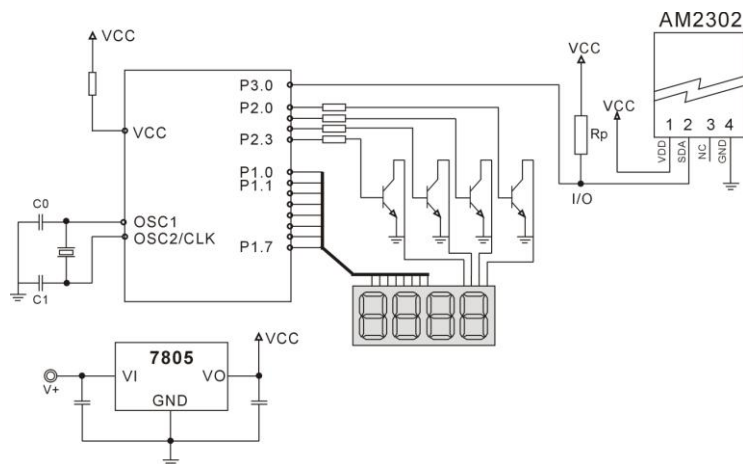 AM2302
VCC
VCC
P3.0
P2.0
P2.3
VCC
VCC
Rp
1 2 3 4
VDD
SDA
NC
GND
I/O
P1.0
P1.1
P1.7
C0
OSC1
OSC2/CLK
C1
7805
VCC
VI
VO
V+
GND